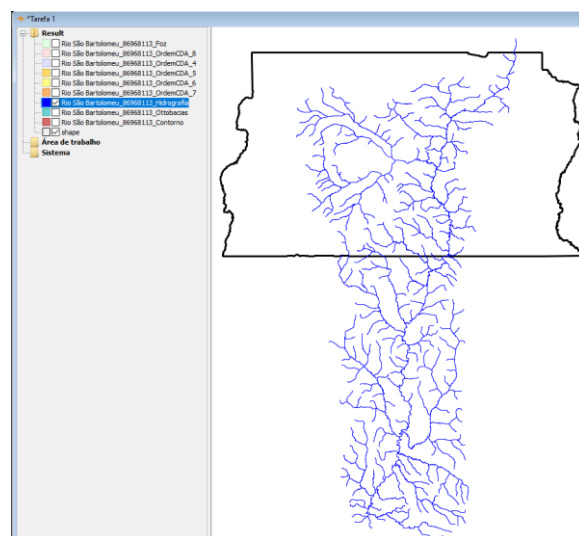 *Tarefa 1
Result
Rio São Bartolomeu_86968113_Foz
Rio São Bartolomeu_86968113_OrdemCDA_8
Rio São Bartolomeu_86968113_OrdemCDA_4
Rio São Bartolomeu_86968113_OrdemCDA_5
Rio São Bartolomeu_86968113_OrdemCDA_6
Rio São Bartolomeu_86968113_OrdemCDA_7
Rio São Bartolomeu_86968113_Hidrografia
Rio São Bartolomeu_86968113_Ottobacias
Rio São Bartolomeu_86968113_Contorno
shape
Área de trabalho
Sistema